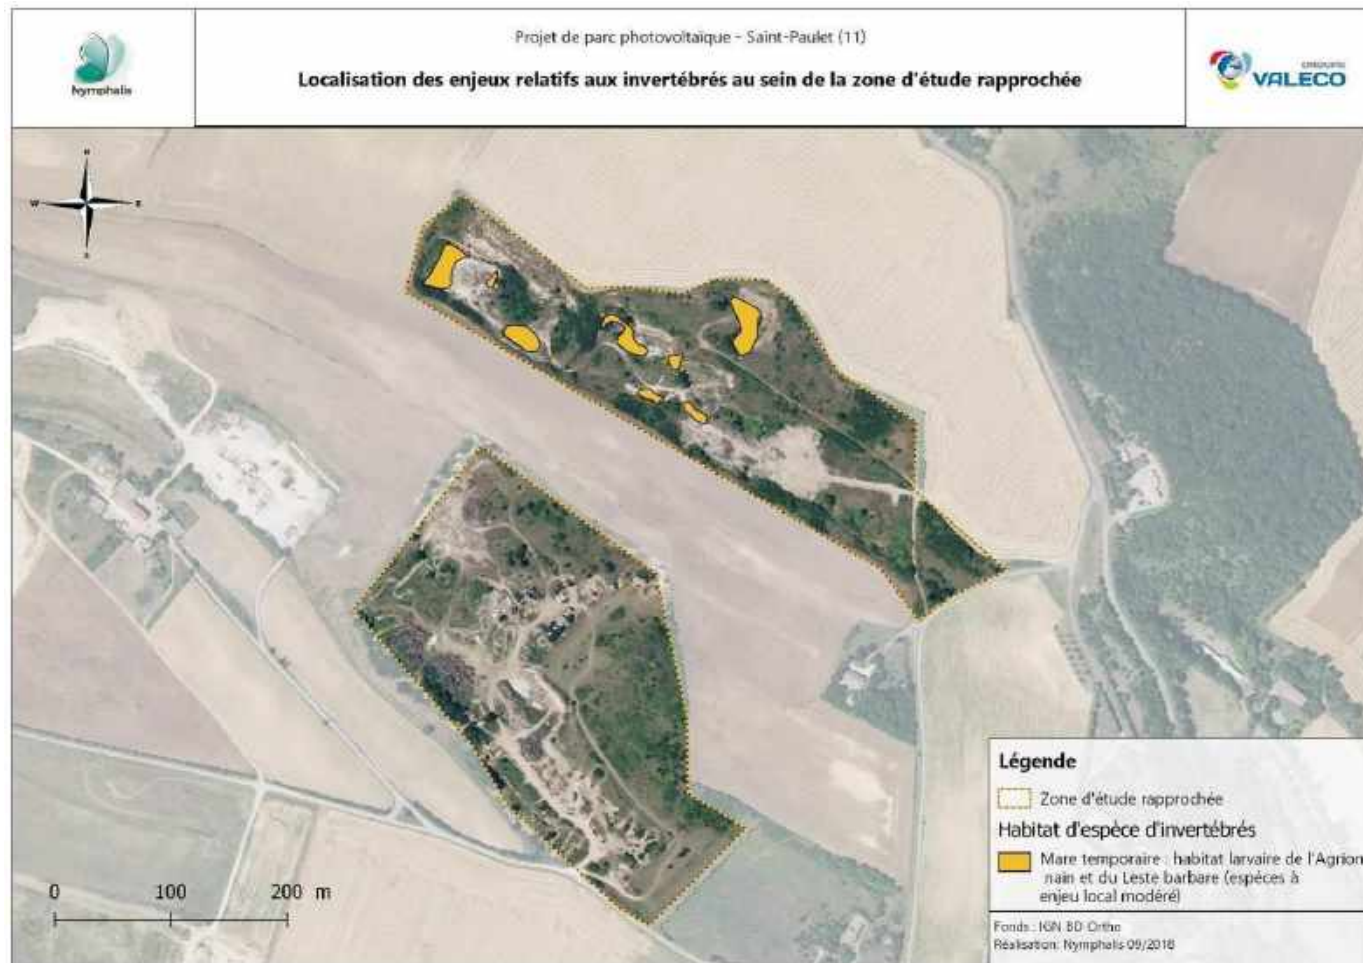 Projet de parc photovoltaïque - Saint-Paulet (11)
Localisation des enjeux relatifs aux invertébrés au sein de la zone d'étude rapprochée
Nymphalis
GROUPE
VALECO
N
W E
S
Légende
Zone d'étude rapprochée
Habitat d'espèce d'invertébrés
Mare temporaire : habitat larvaire de l'Agrion
nain et du Leste barbare (espèces à
enjeu local modéré)
0 100 200 m
Fonds : IGN BD Ortho
Réalisation: Nymphalis 09/2018